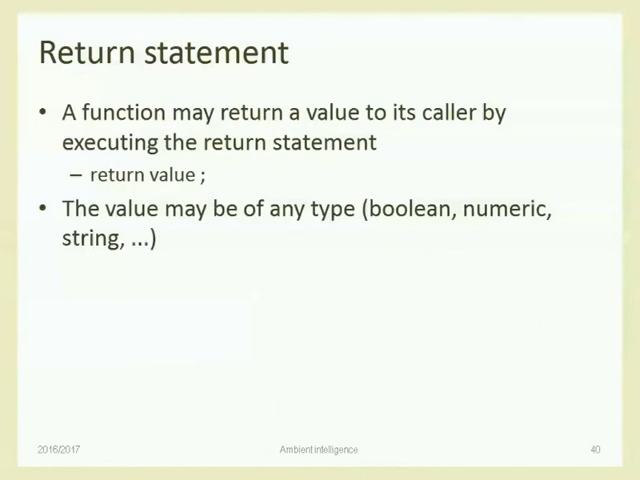 Return statement
• A function may return a value to its caller by
executing the return statement
– return value ;
• The value may be of any type (boolean, numeric,
string, ...)
2016/2017
Ambient intelligence
40